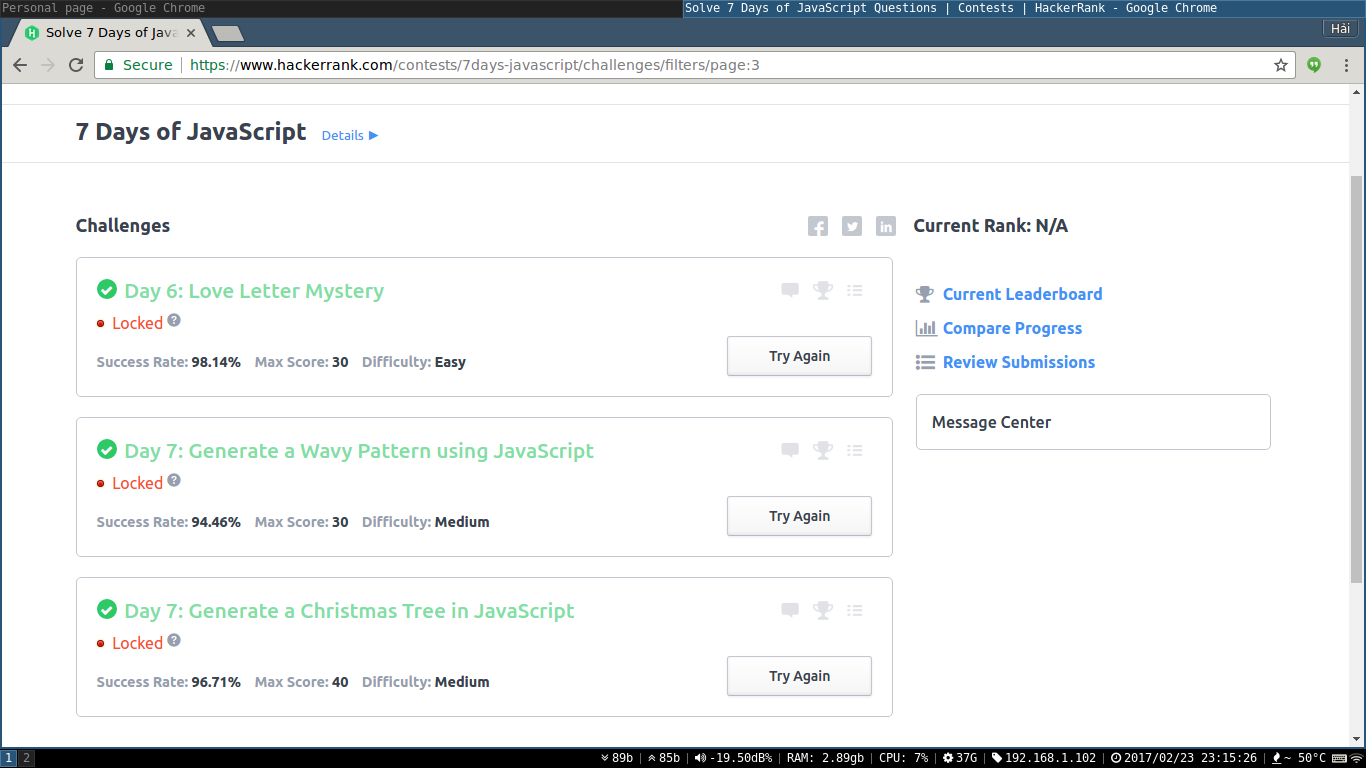 Personal page - Google Chrome
Solve 7 Days of JavaScript Questions | Contests | HackerRank - Google Chrome
Solve 7 Days of Java
Hải
Secure
https://www.hackerrank.com/contests/7days-javascript/challenges/filters/page:3
7 Days of JavaScript Details
Challenges
Current Rank: N/A
Day 6: Love Letter Mystery
Locked ?
Success Rate: 98.14% Max Score: 30 Difficulty: Easy
Try Again
Day 7: Generate a Wavy Pattern using JavaScript
Locked ?
Success Rate: 94.46% Max Score: 30 Difficulty: Medium
Try Again
Day 7: Generate a Christmas Tree in JavaScript
Locked ?
Success Rate: 96.71% Max Score: 40 Difficulty: Medium
Try Again
Current Leaderboard
Compare Progress
Review Submissions
Message Center
1 2 89b | 85b | -19.50dB% | RAM: 2.89gb | CPU: 7% | 37G | 192.168.1.102 | 2017/02/23 23:15:26 | ~ 50°C